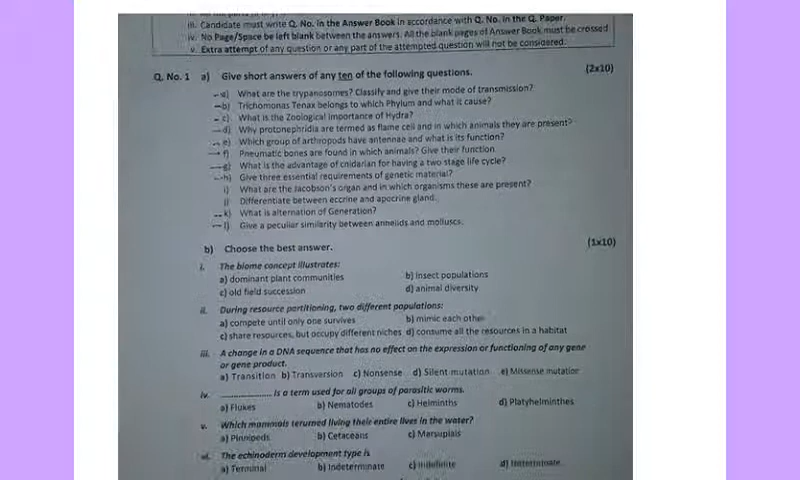 iii. Candidate must write Q. No. in the Answer Book in accordance with Q. No. in the Q. Paper.
iv. No Page/Space be left blank between the answers. All the blank pages of Answer Book must be crossed.
v. Extra attempt of any question or any part of the attempted question will not be considered.
Q. No. 1 a) Give short answers of any ten of the following questions. (2x10)
a) What are the trypanosomes? Classify and give their mode of transmission?
b) Trichomonas Tenax belongs to which Phylum and what it cause?
c) What is the Zoological importance of Hydra?
d) Why protonephridia are termed as flame cell and in which animals they are present?
e) Which group of arthropods have antennae and what is its function?
f) Pneumatic bones are found in which animals? Give their function
g) What is the advantage of cnidarian for having a two stage life cycle?
h) Give three essential requirements of genetic material?
i) What are the Jacobson's organ and in which organisms these are present?
j) Differentiate between eccrine and apocrine gland.
k) What is alternation of Generation?
l) Give a peculiar similarity between annelids and molluscs.
b) Choose the best answer. (1x10)
i. The biome concept illustrates:
a) dominant plant communities b) insect populations
c) old field succession d) animal diversity
ii. During resource partitioning, two different populations:
a) compete until only one survives b) mimic each other
c) share resources, but occupy different niches d) consume all the resources in a habitat
iii. A change in a DNA sequence that has no effect on the expression or functioning of any gene
or gene product.
a) Transition b) Transversion c) Nonsense d) Silent mutation e) Missense mutation
iv. ____________ is a term used for all groups of parasitic worms.
a) Flukes b) Nematodes c) Helminths d) Platyhelminthes
v. Which mammals returned living their entire lives in the water?
a) Pinnipeds b) Cetaceans c) Marsupials
vi. The echinoderm development type is
a) Terminal b) Indeterminate c) Indefinite d) Determinate